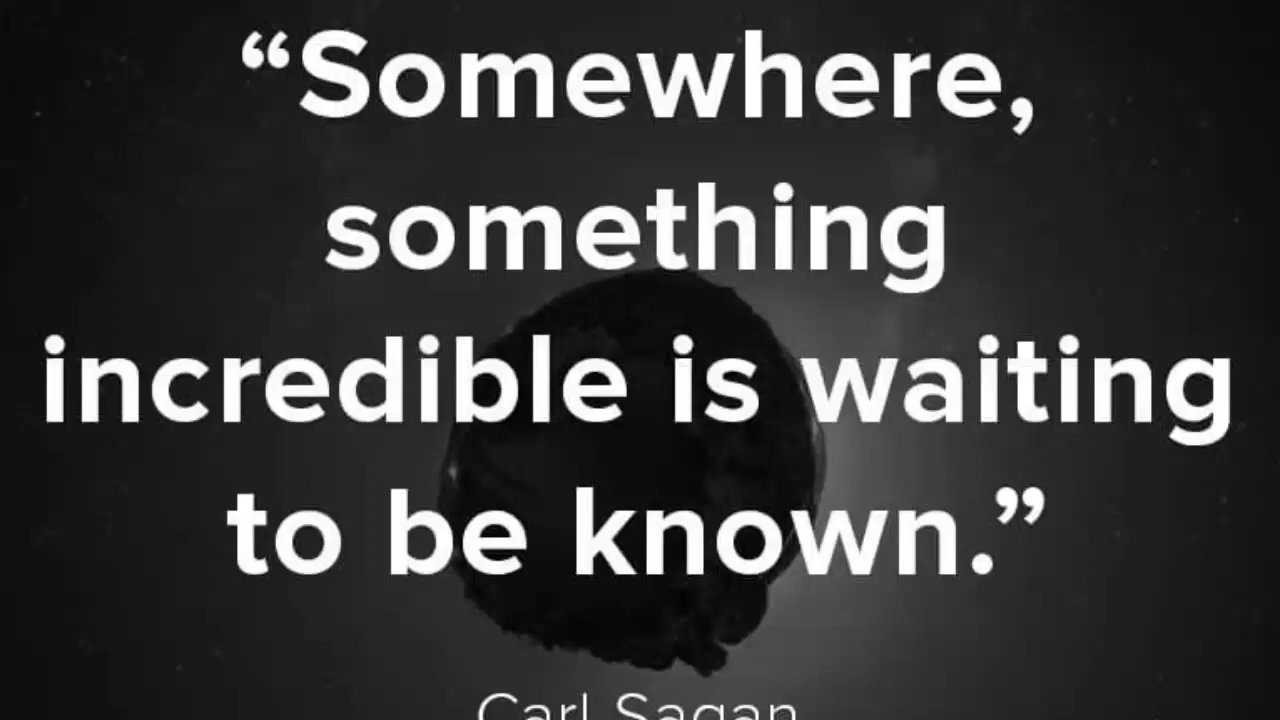 “Somewhere,
something
incredible is waiting
to be known.”
Carl Sagan